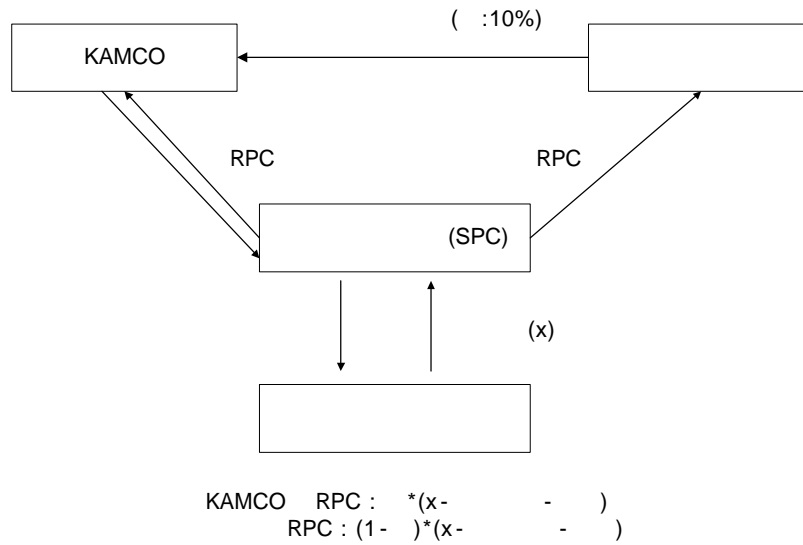 ( :10%)
KAMCO
RPC RPC
(SPC)
(x)
KAMCO RPC : *(x - - )
RPC : (1 - )*(x - - )